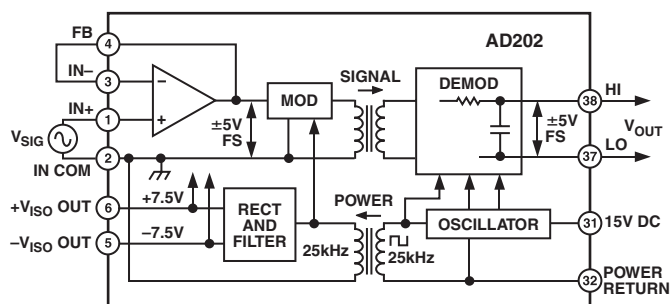 FB
4
AD202
IN–
3
SIGNAL
DEMOD
HI
38
IN+
1
MOD
±5V
FS
±5V
FS
VOUT
VSIG
LO
37
IN COM
2
+VISO OUT
6
+7.5V
RECT
AND
FILTER
POWER
OSCILLATOR
31
15V DC
–VISO OUT
5
–7.5V
25kHz
25kHz
32
POWER
RETURN